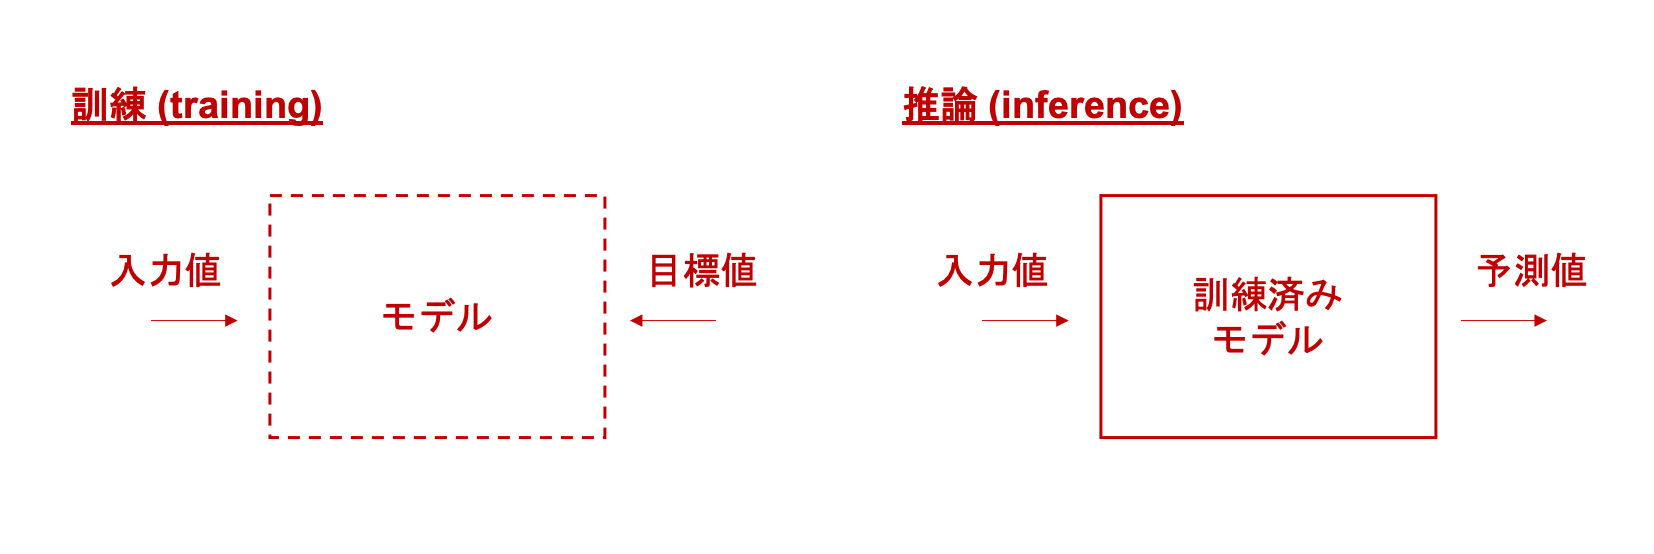 訓練 (training)
入力値
モデル
目標値
推論 (inference)
入力値
訓練済み
モデル
予測値